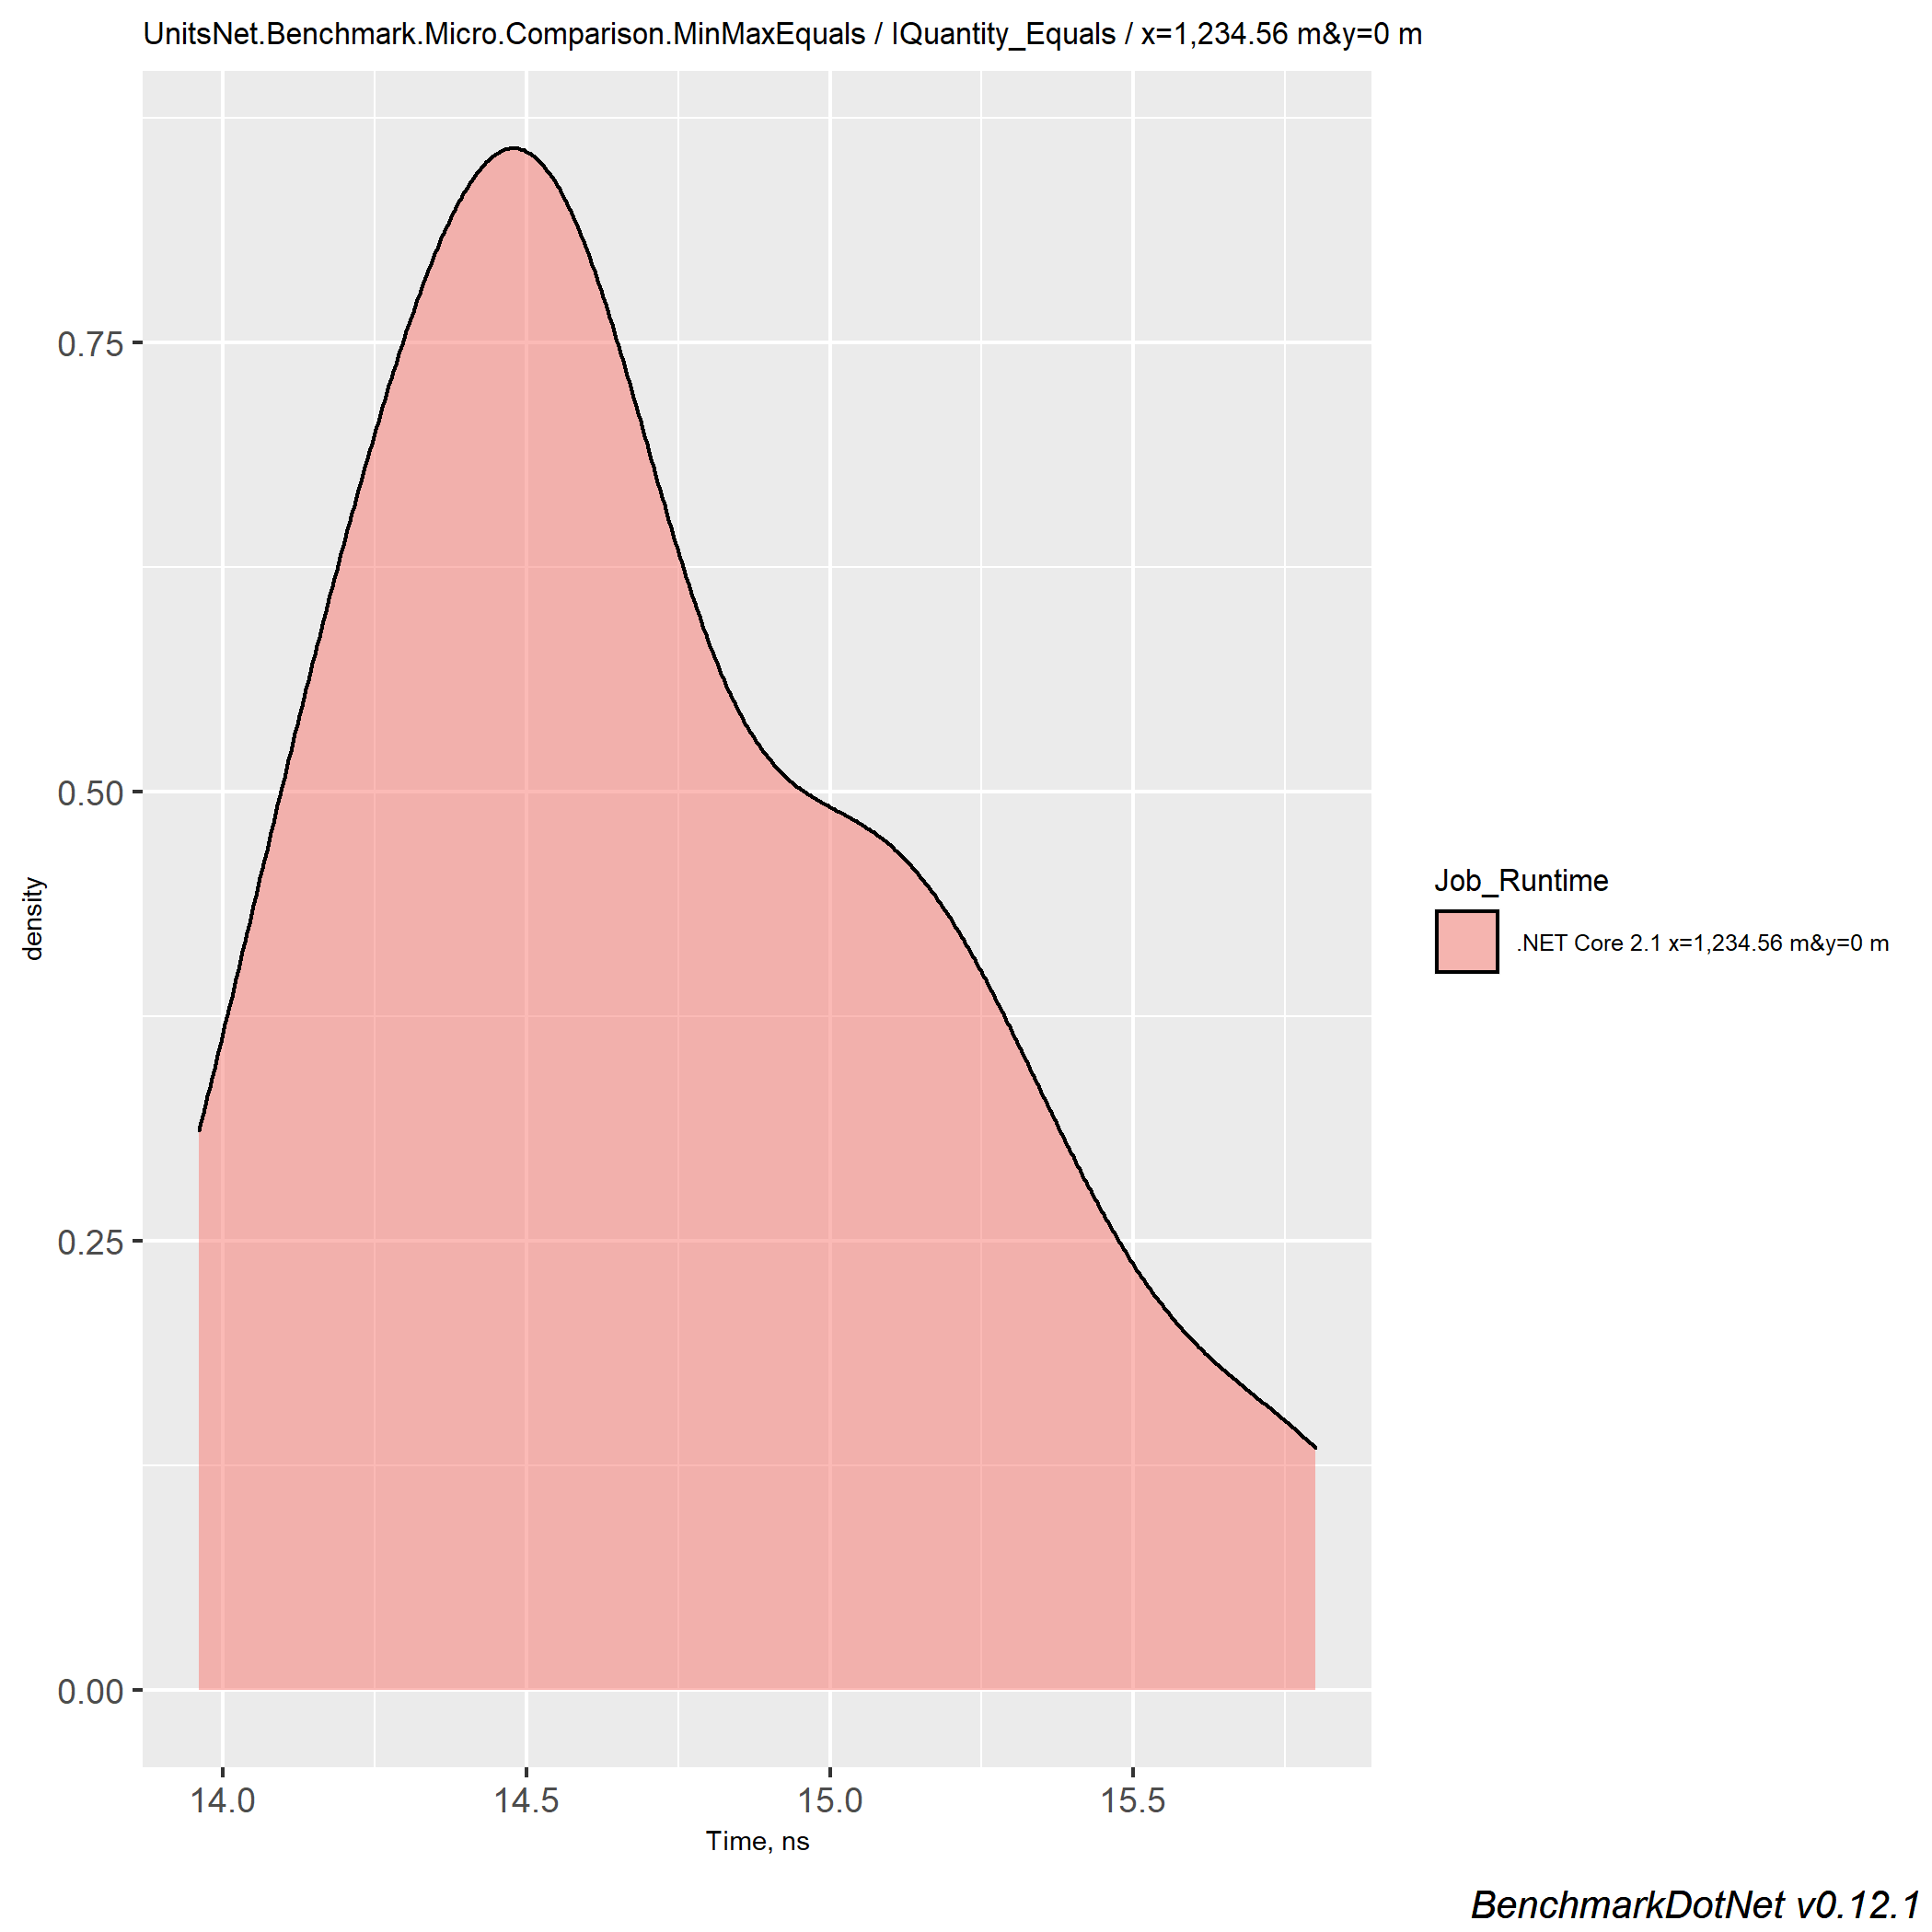 UnitsNet.Benchmark.Micro.Comparison.MinMaxEquals / IQuantity_Equals / x=1,234.56 m&y=0 m
0.75
0.50
0.25
0.00
density
14.0 14.5 15.0 15.5
Time, ns
Job_Runtime
.NET Core 2.1 x=1,234.56 m&y=0 m
BenchmarkDotNet v0.12.1